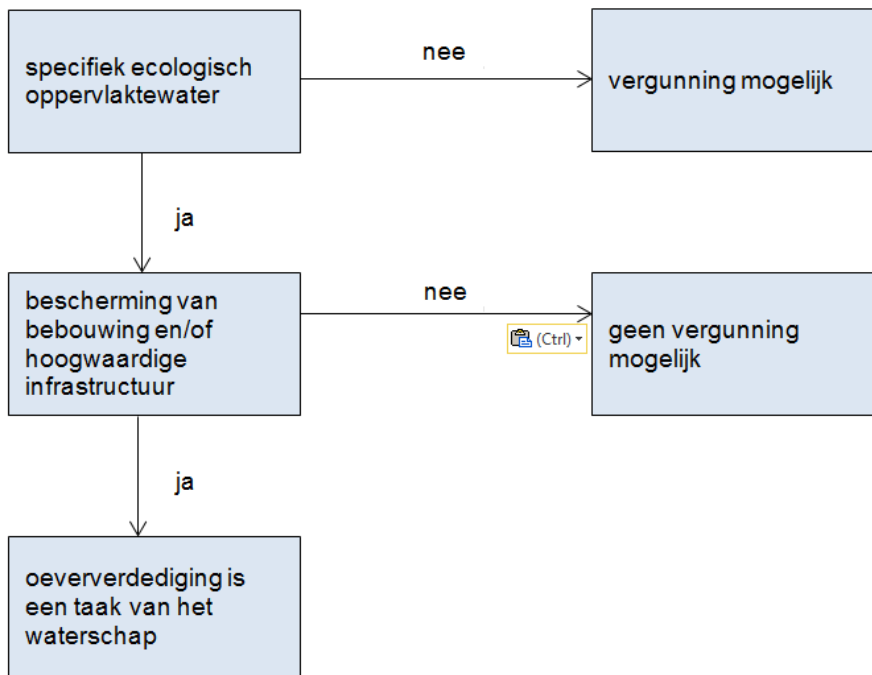 specifiek ecologisch
oppervlaktewater
nee
vergunning mogelijk
ja
bescherming van
bebouwing en/of
hoogwaardige
infrastructuur
nee
(Ctrl)
geen vergunning
mogelijk
ja
oeververdediging is
een taak van het
waterschap